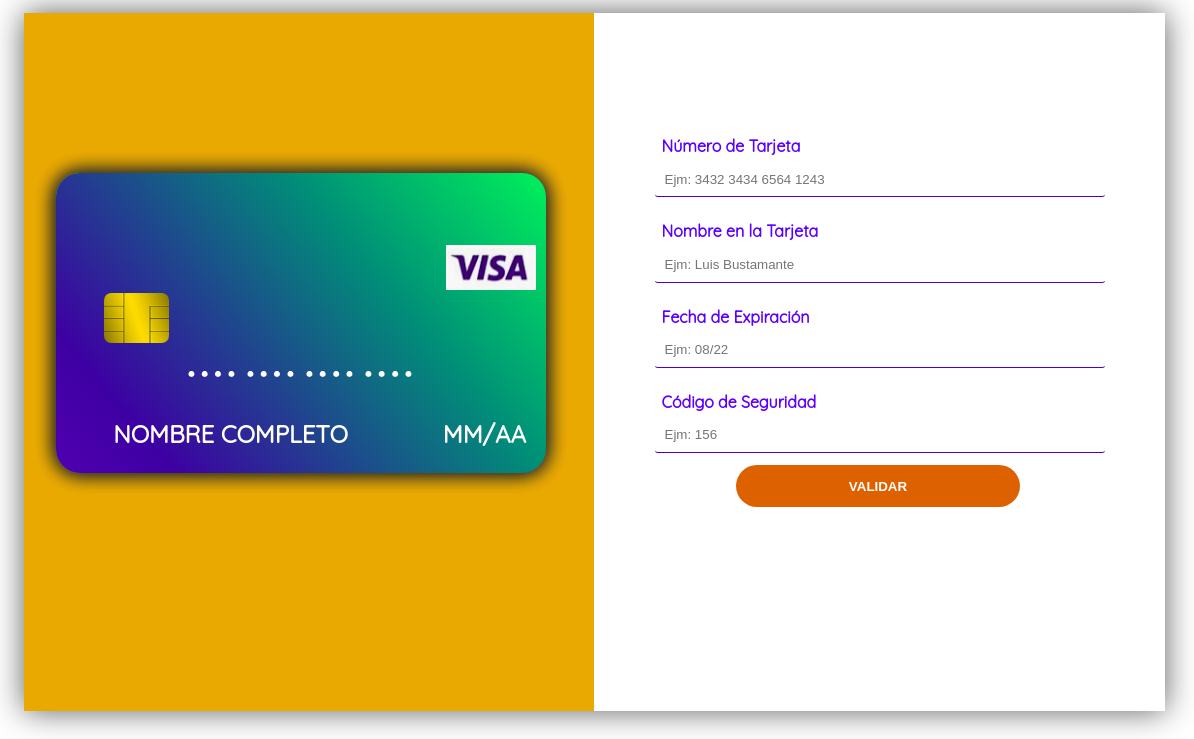 VISA
•••• •••• •••• ••••
NOMBRE COMPLETO MM/AA
Número de Tarjeta
Ejm: 3432 3434 6564 1243
Nombre en la Tarjeta
Ejm: Luis Bustamante
Fecha de Expiración
Ejm: 08/22
Código de Seguridad
Ejm: 156
VALIDAR